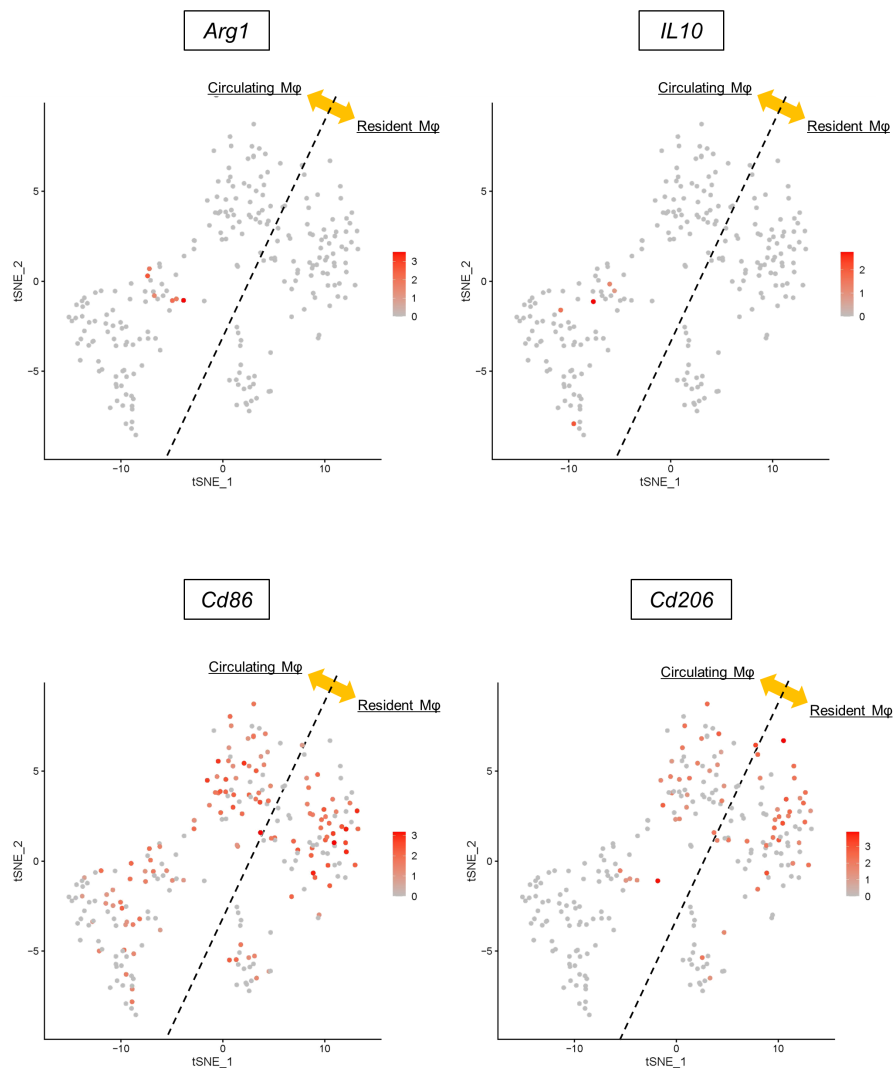 Arg1
IL10
Circulating Mφ
Resident Mφ
Circulating Mφ
Resident Mφ
tSNE_2
5
0
−5
−10
0
10
tSNE_1
3
2
1
0
tSNE_2
5
0
−5
−10
0
10
tSNE_1
2
1
0
Cd86
Cd206
Circulating Mφ
Resident Mφ
Circulating Mφ
Resident Mφ
tSNE_2
5
0
−5
−10
0
10
tSNE_1
3
2
1
0
tSNE_2
5
0
−5
−10
0
10
tSNE_1
3
2
1
0